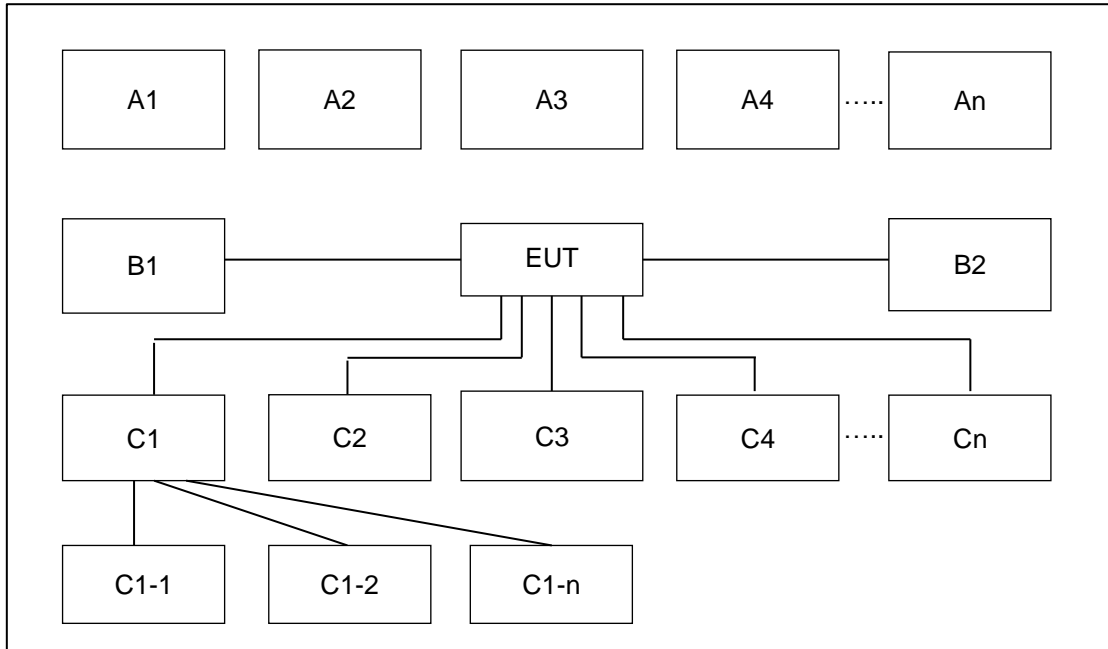 A1 A2 A3 A4 ..... An
B1 EUT B2
C1 C2 C3 C4 ..... Cn
C1-1 C1-2 C1-n